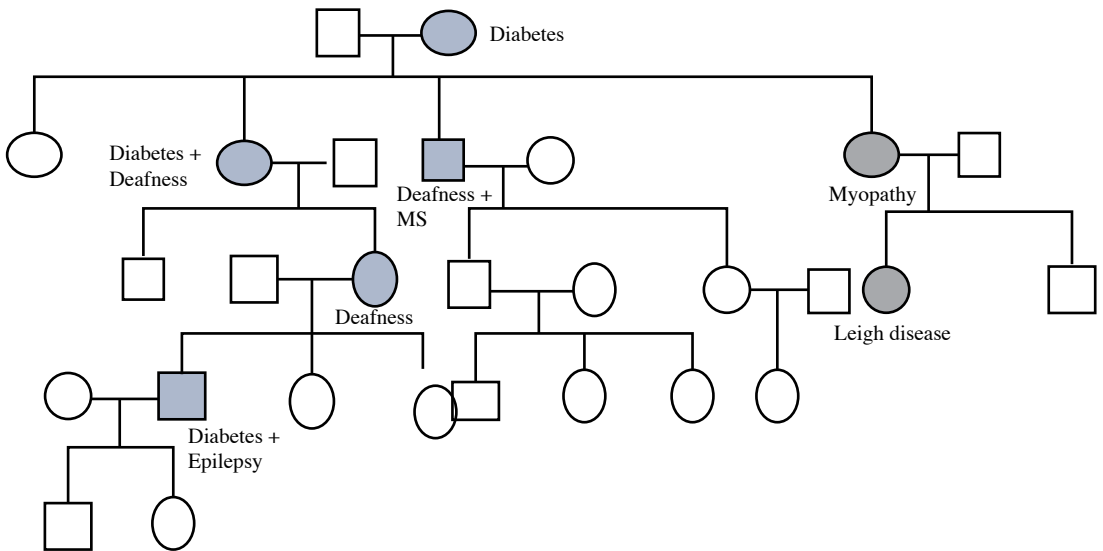 Diabetes
Diabetes +
Deafness
Deafness +
MS
Myopathy
Deafness
Leigh disease
Diabetes +
Epilepsy